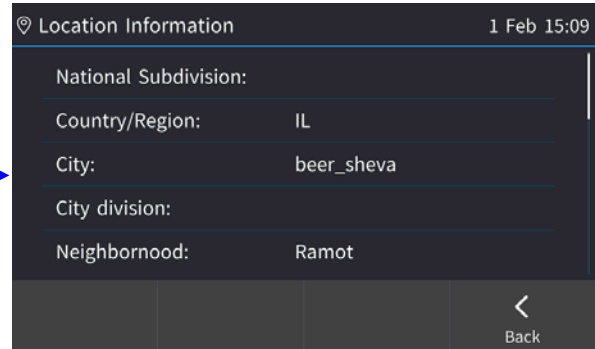 Location Information 1 Feb 15:09
National Subdivision:
Country/Region: IL
City: beer_sheva
City division:
Neighbornood: Ramot
Back